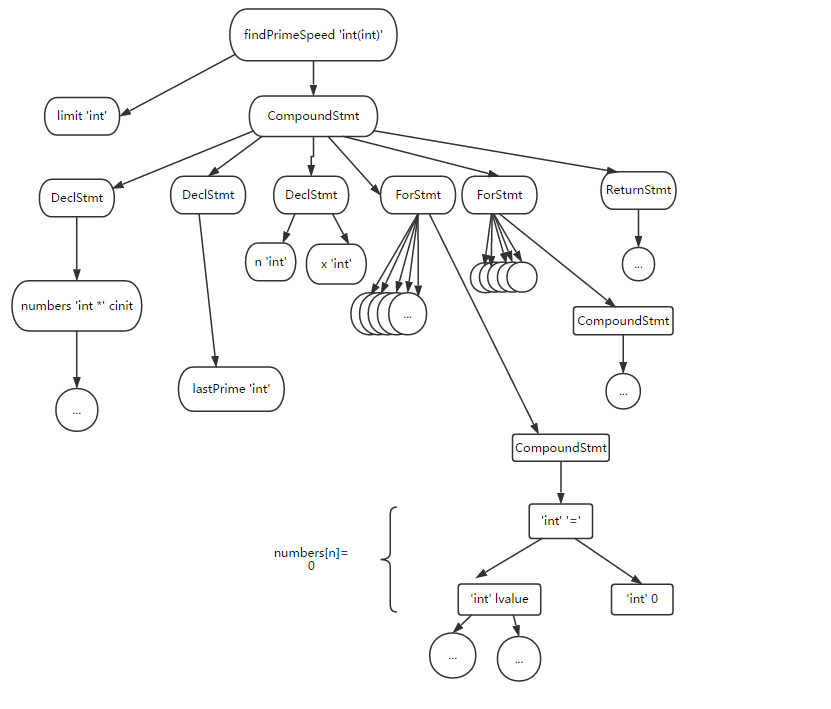 findPrimeSpeed 'int(int)'
limit 'int'
CompoundStmt
DeclStmt
DeclStmt
DeclStmt
ForStmt
ForStmt
ReturnStmt
n 'int'
x 'int'
...
numbers 'int *' cinit
...
CompoundStmt
lastPrime 'int'
...
...
CompoundStmt
'int' '='
numbers[n]=
0
'int' lvalue
'int' 0
...
...